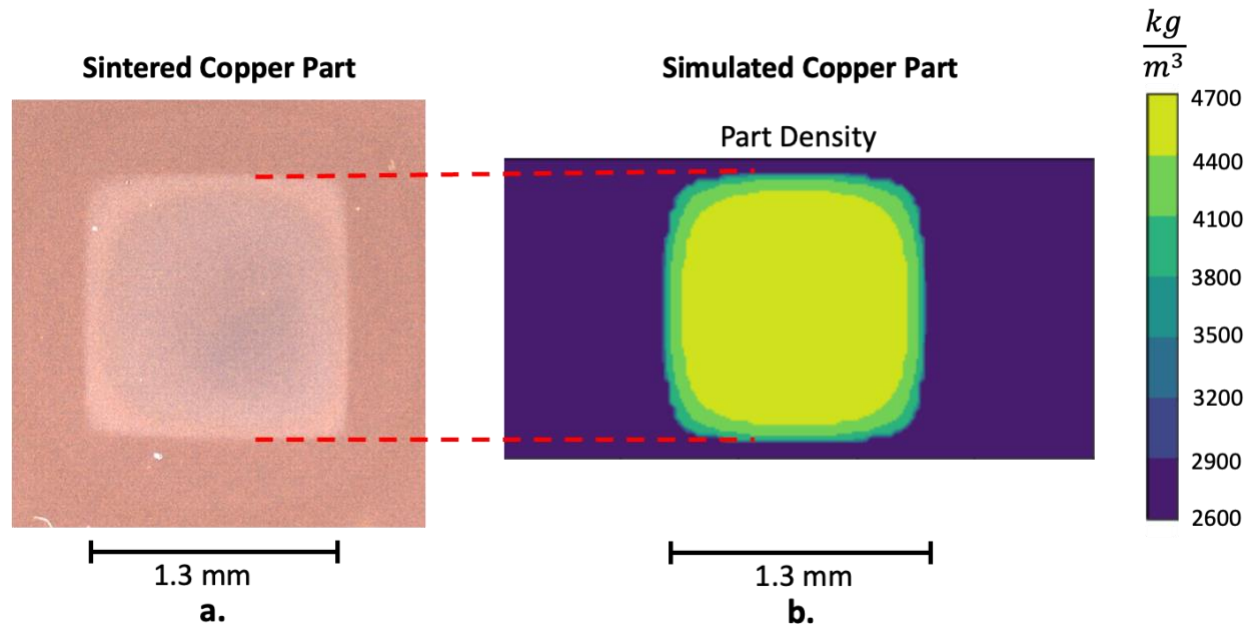 Sintered Copper Part
Simulated Copper Part
Part Density
kg
m³
4700
4400
4100
3800
3500
3200
2900
2600
1.3 mm
1.3 mm
a.
b.